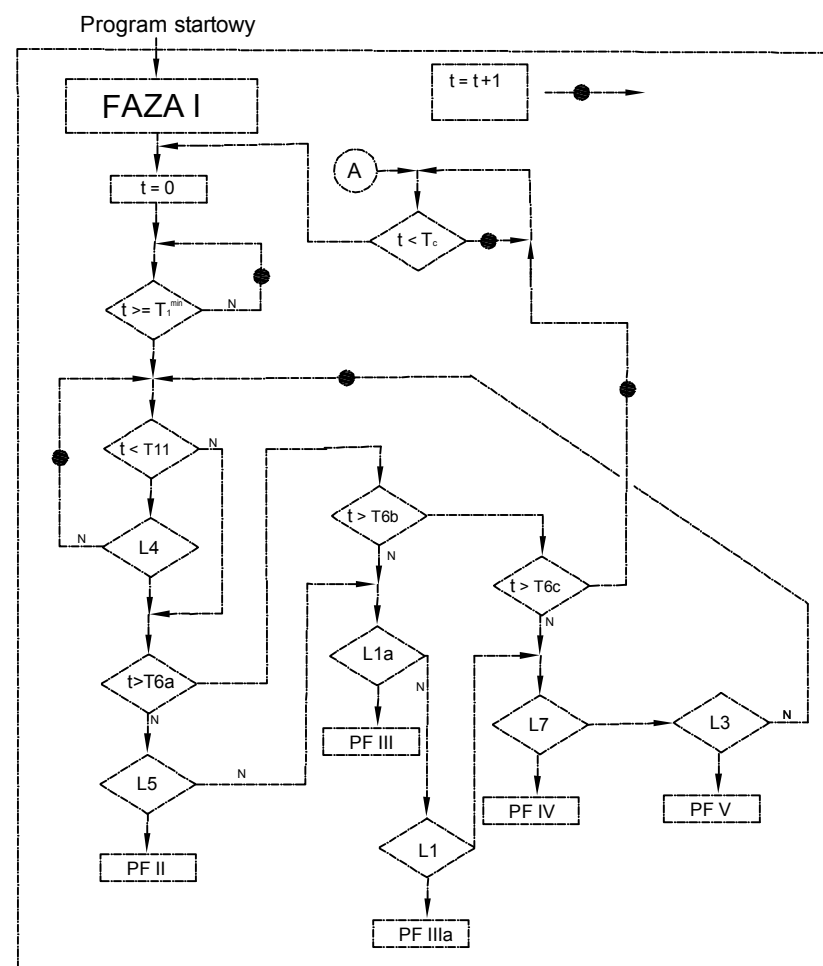 Program startowy
FAZA I
t = t+1
A
t = 0
t < Tc
t >= T1min
N
t < T11
N
t > T6b
N
L4
N
t > T6c
N
L1a
N
t>T6a
N
L7
L3
N
PF III
L5
N
PF IV
PF V
L1
PF II
PF IIIa